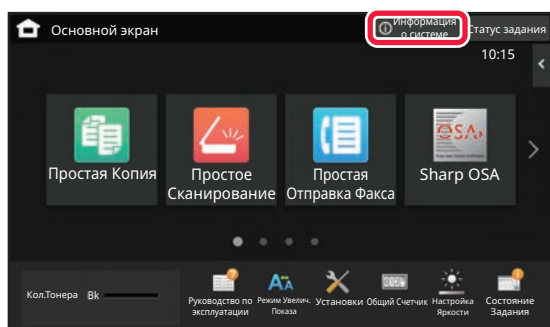 Основной экран
Информация
о системе
Статус задания
10:15
Простая Копия
Простое
Сканирование
Простая
Отправка Факса
OSA
Sharp OSA
Кол.Тонера Bk
Руководство по
эксплуатации
Режим Увелич.
Показа
Установки
Общий Счетчик
Настройка
Яркости
Состояние
Задания